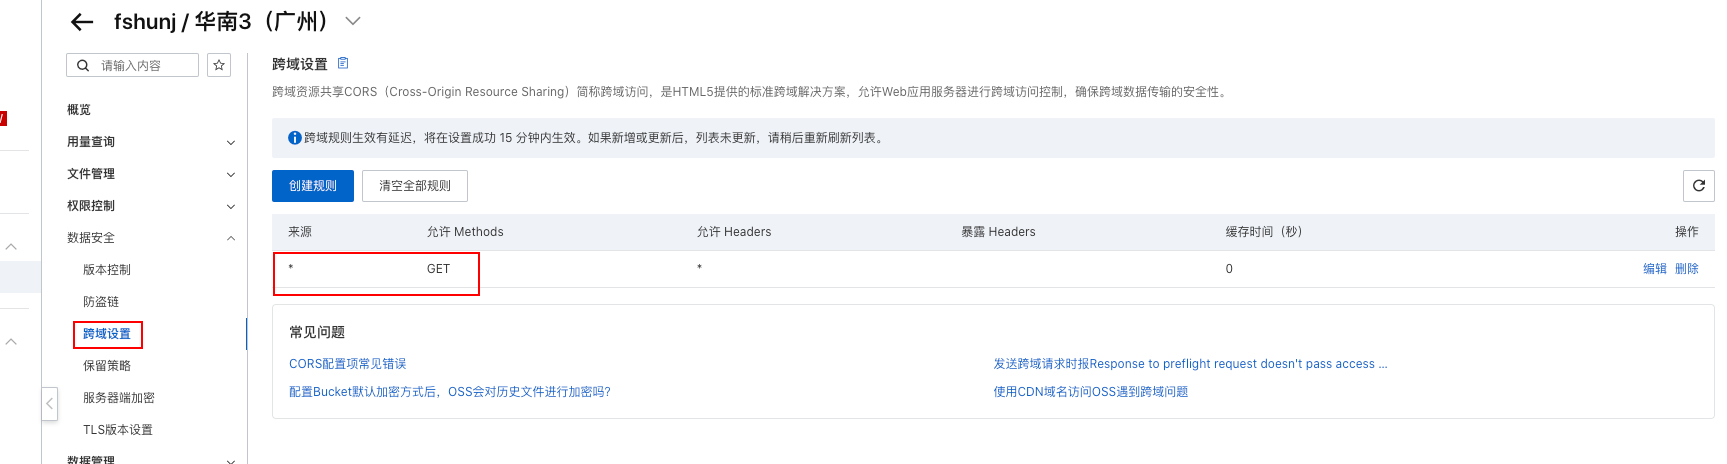 fshunj / 华南3（广州）
请输入内容
概览
用量查询
文件管理
权限控制
数据安全
版本控制
防盗链
跨域设置
保留策略
服务器端加密
TLS版本设置
数据管理
跨域设置
跨域资源共享CORS（Cross-Origin Resource Sharing）简称跨域访问，是HTML5提供的标准跨域解决方案，允许Web应用服务器进行跨域访问控制，确保跨域数据传输的安全性。
跨域规则生效有延迟，将在设置成功 15 分钟内生效。如果新增或更新后，列表未更新，请稍后重新刷新列表。
创建规则 清空全部规则
来源 允许 Methods 允许 Headers 暴露 Headers 缓存时间（秒） 操作
* GET * 0 编辑 删除
常见问题
CORS配置项常见错误 发送跨域请求时报Response to preflight request doesn't pass access ...
配置Bucket默认加密方式后，OSS会对历史文件进行加密吗? 使用CDN域名访问OSS遇到跨域问题